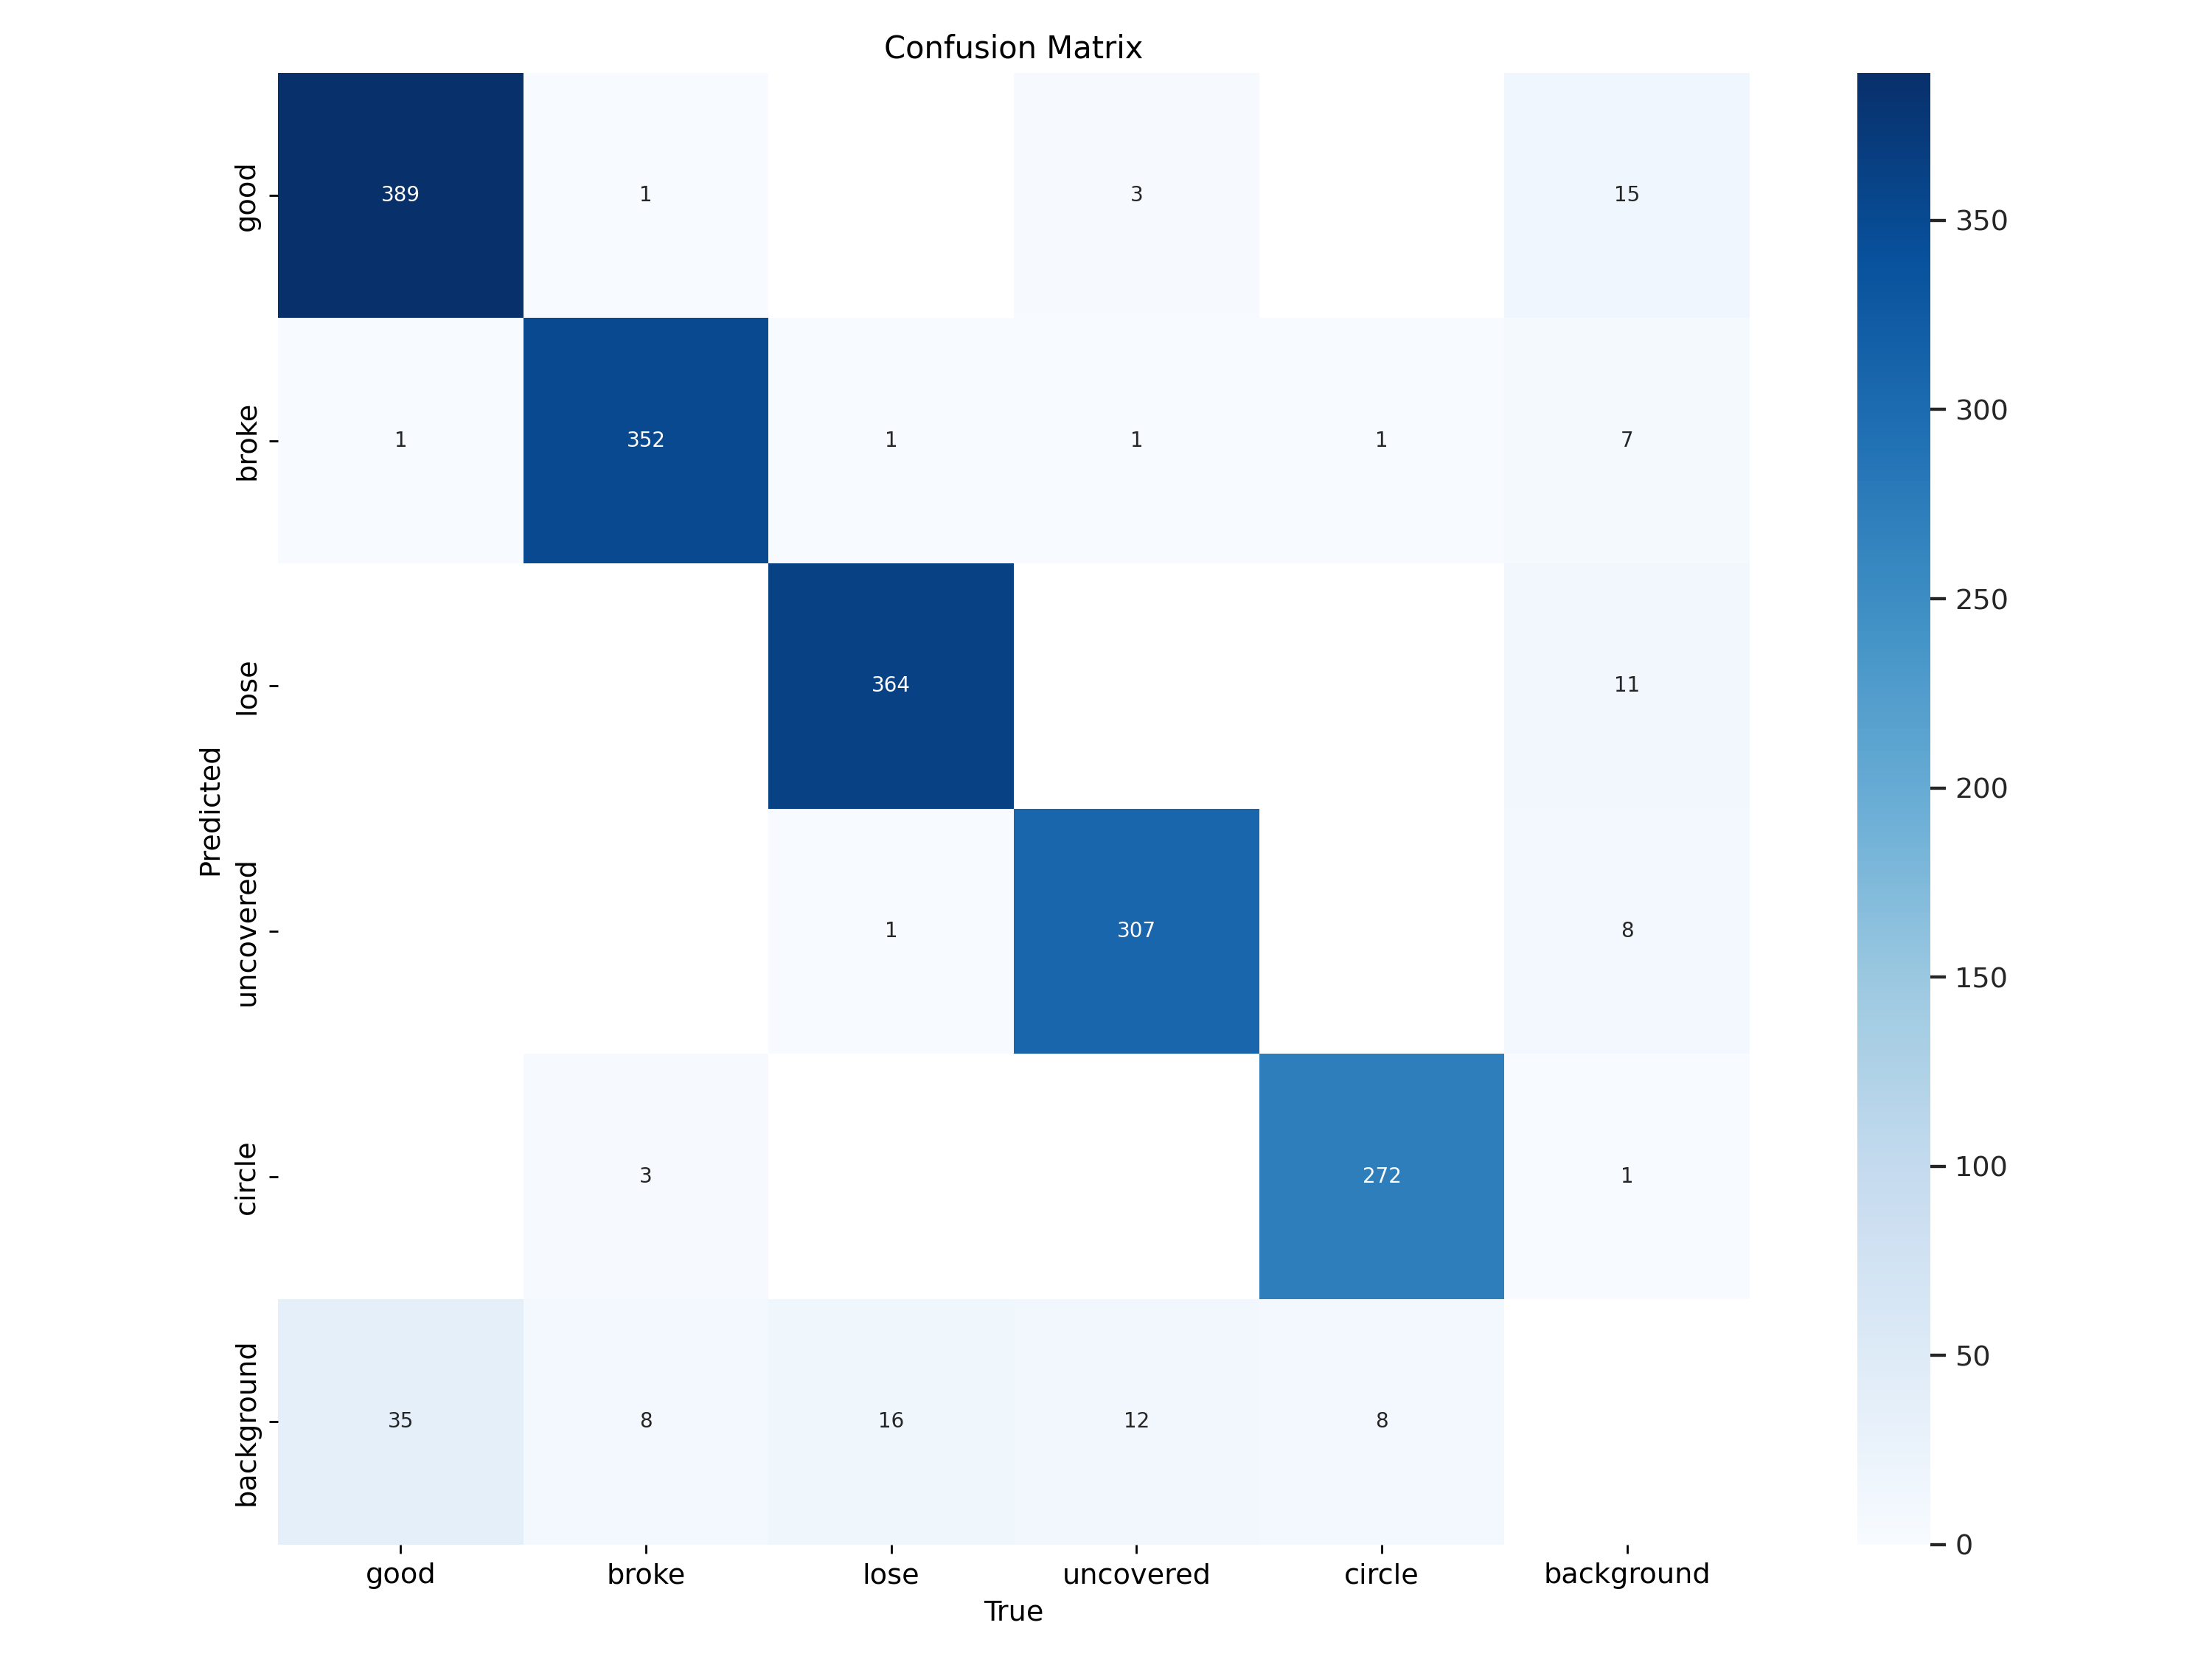 Confusion Matrix
good
389
1
3
15
broke
1
352
1
1
1
7
lose
364
11
uncovered
1
307
8
circle
3
272
1
background
35
8
16
12
8
good
broke
lose
uncovered
circle
background
True
Predicted
350
300
250
200
150
100
50
0